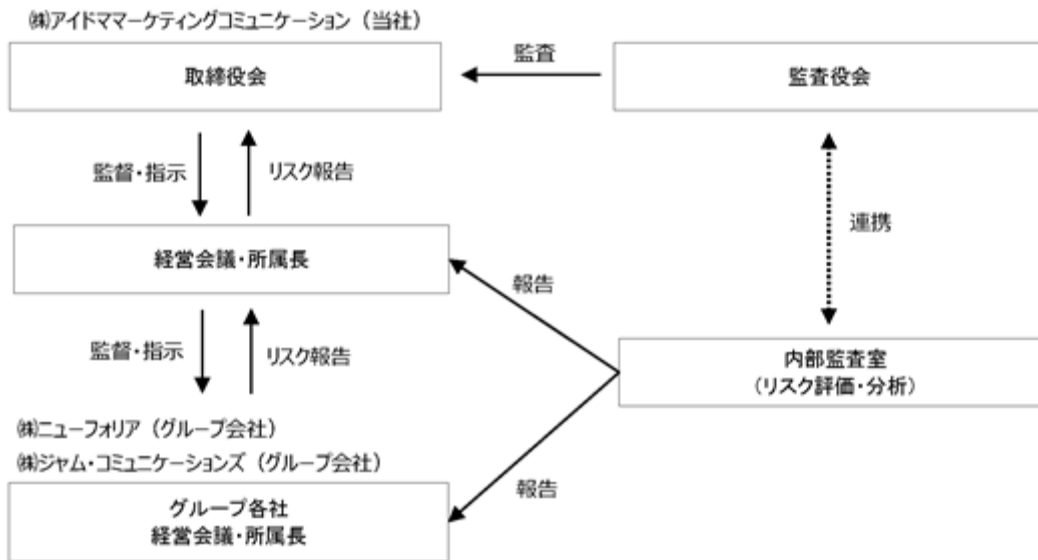 ㈱アイドママーケティングコミュニケーション（当社）
取締役会
監査
監査役会
監督・指示
リスク報告
連携
経営会議・所属長
報告
監督・指示
リスク報告
内部監査室
（リスク評価・分析）
㈱ニューフォリア（グループ会社）
㈱ジャム・コミュニケーションズ（グループ会社）
報告
グループ各社
経営会議・所属長